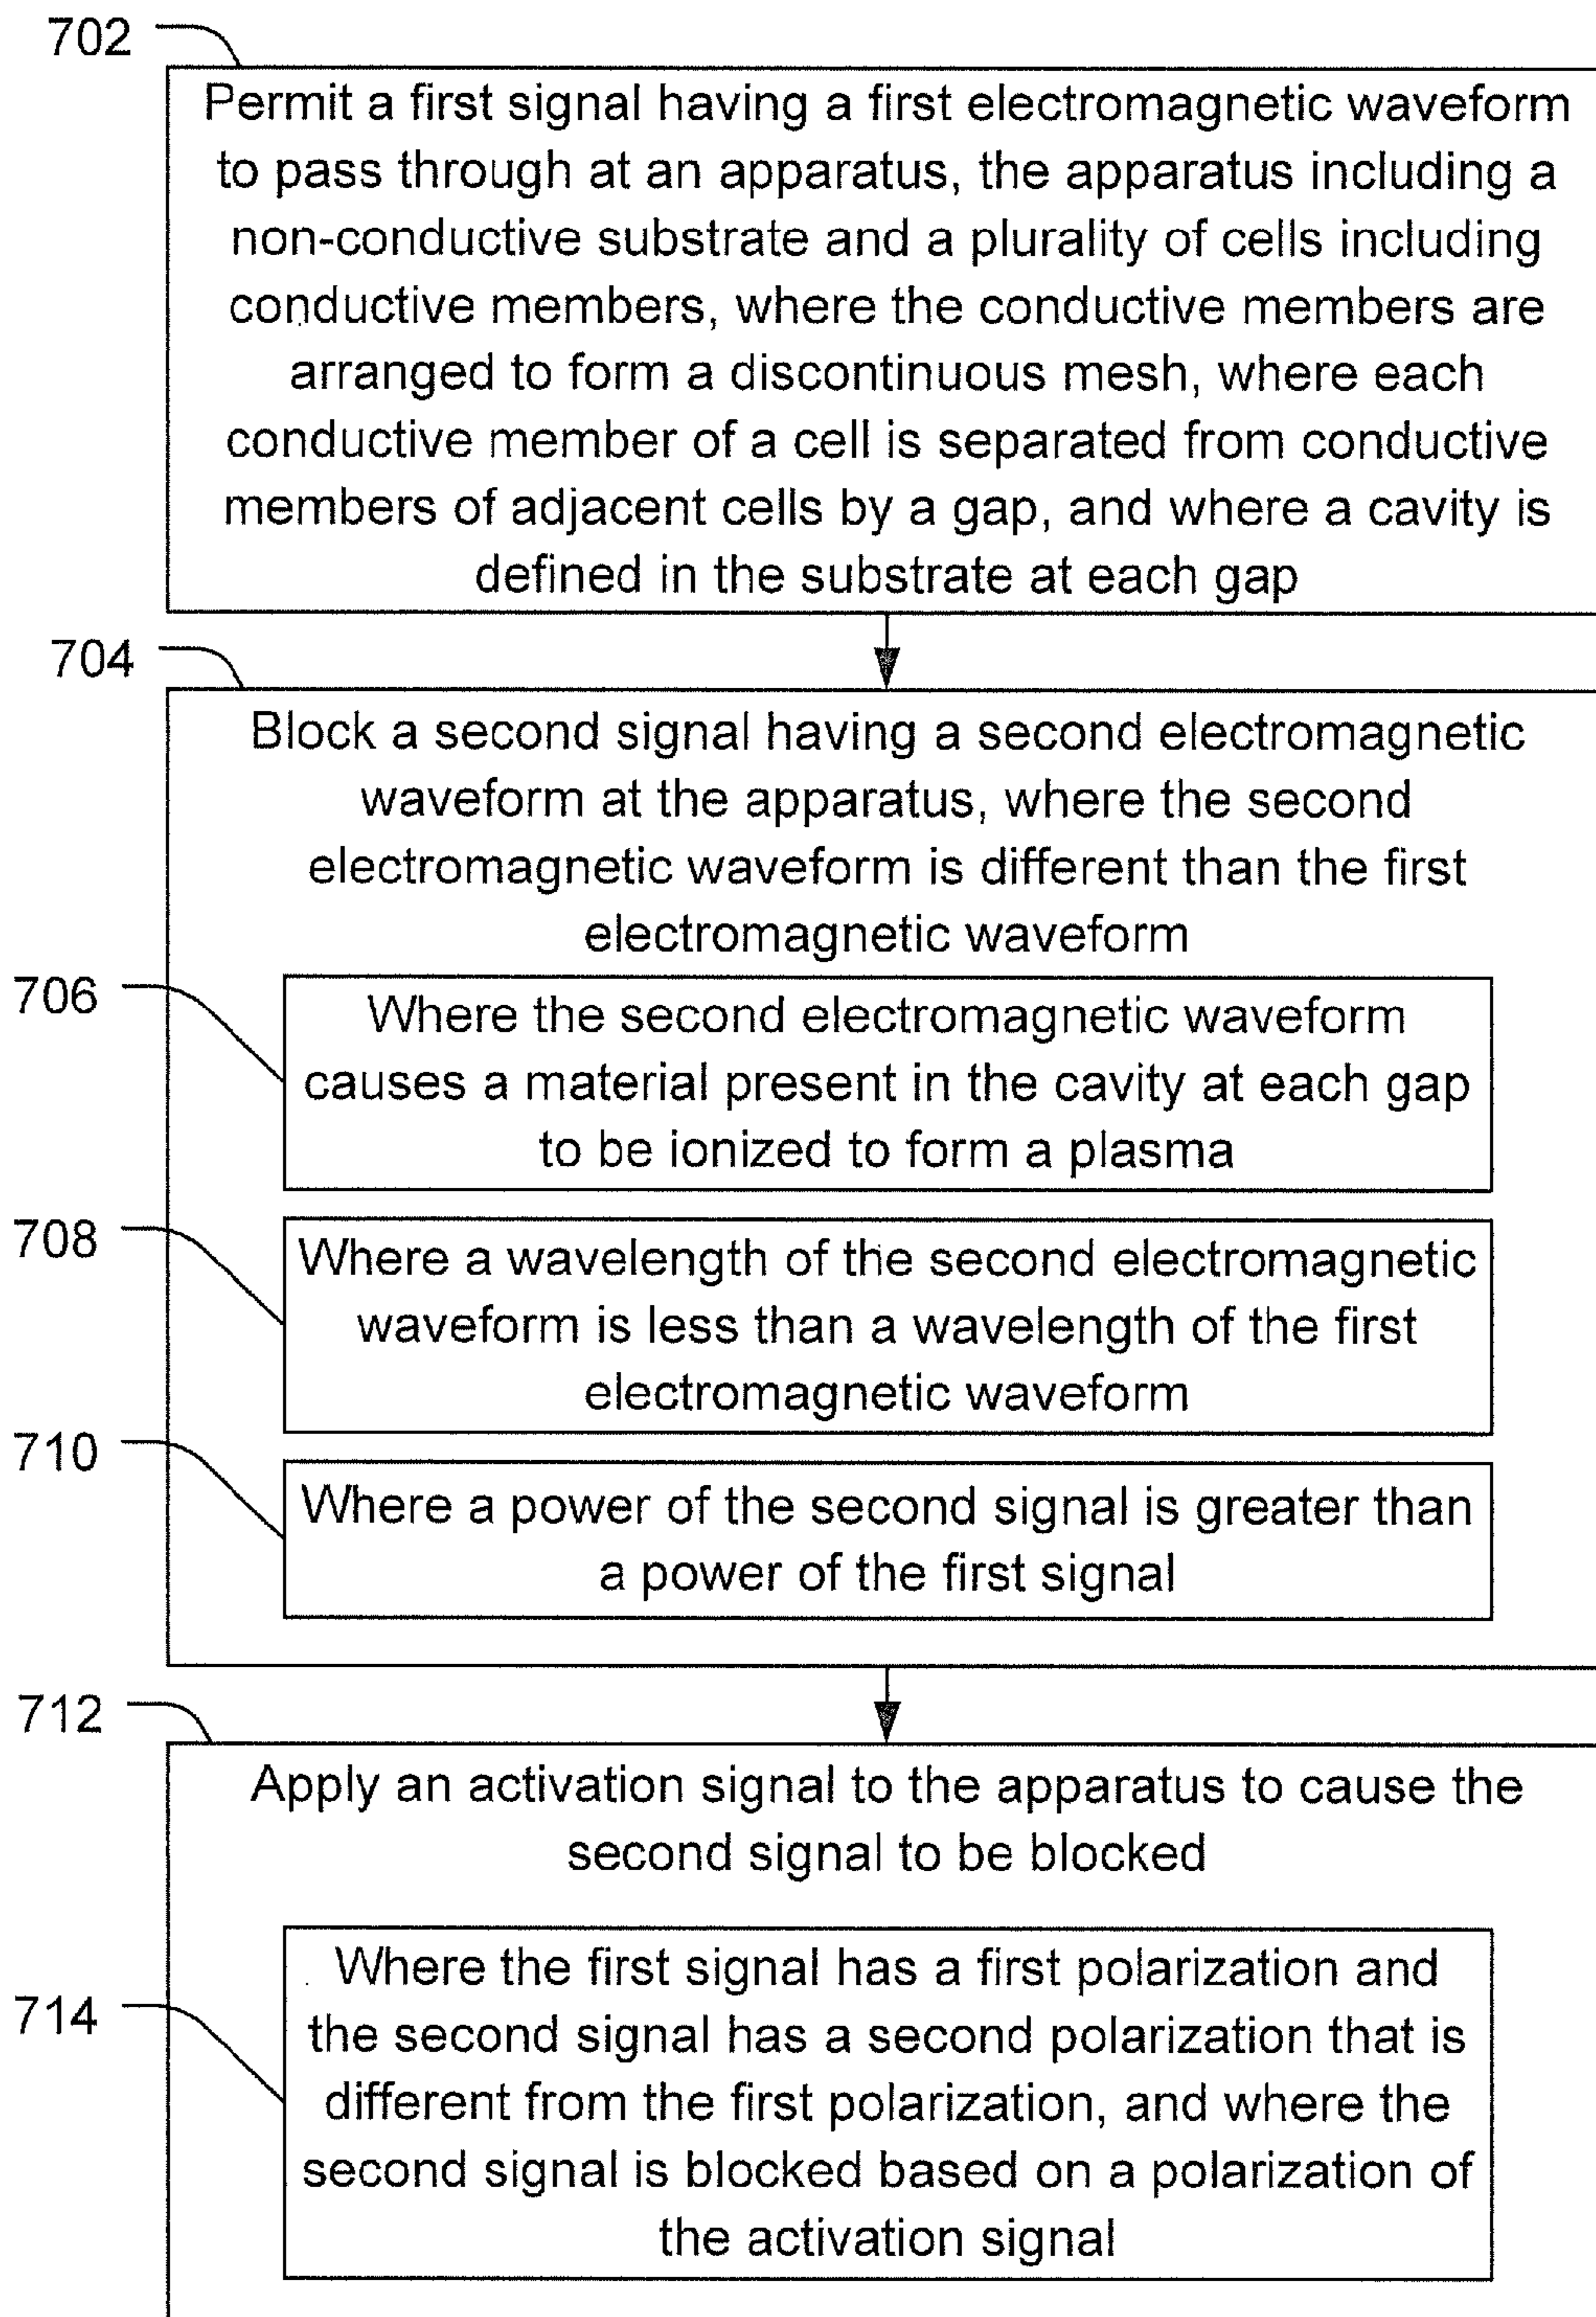 702
Permit a first signal having a first electromagnetic waveform
to pass through at an apparatus, the apparatus including a
non-conductive substrate and a plurality of cells including
conductive members, where the conductive members are
arranged to form a discontinuous mesh, where each
conductive member of a cell is separated from conductive
members of adjacent cells by a gap, and where a cavity is
defined in the substrate at each gap
704
Block a second signal having a second electromagnetic
waveform at the apparatus, where the second
electromagnetic waveform is different than the first
electromagnetic waveform
706
Where the second electromagnetic waveform
causes a material present in the cavity at each gap
to be ionized to form a plasma
708
Where a wavelength of the second electromagnetic
waveform is less than a wavelength of the first
electromagnetic waveform
710
Where a power of the second signal is greater than
a power of the first signal
712
Apply an activation signal to the apparatus to cause the
second signal to be blocked
714
Where the first signal has a first polarization and
the second signal has a second polarization that is
different from the first polarization, and where the
second signal is blocked based on a polarization of
the activation signal